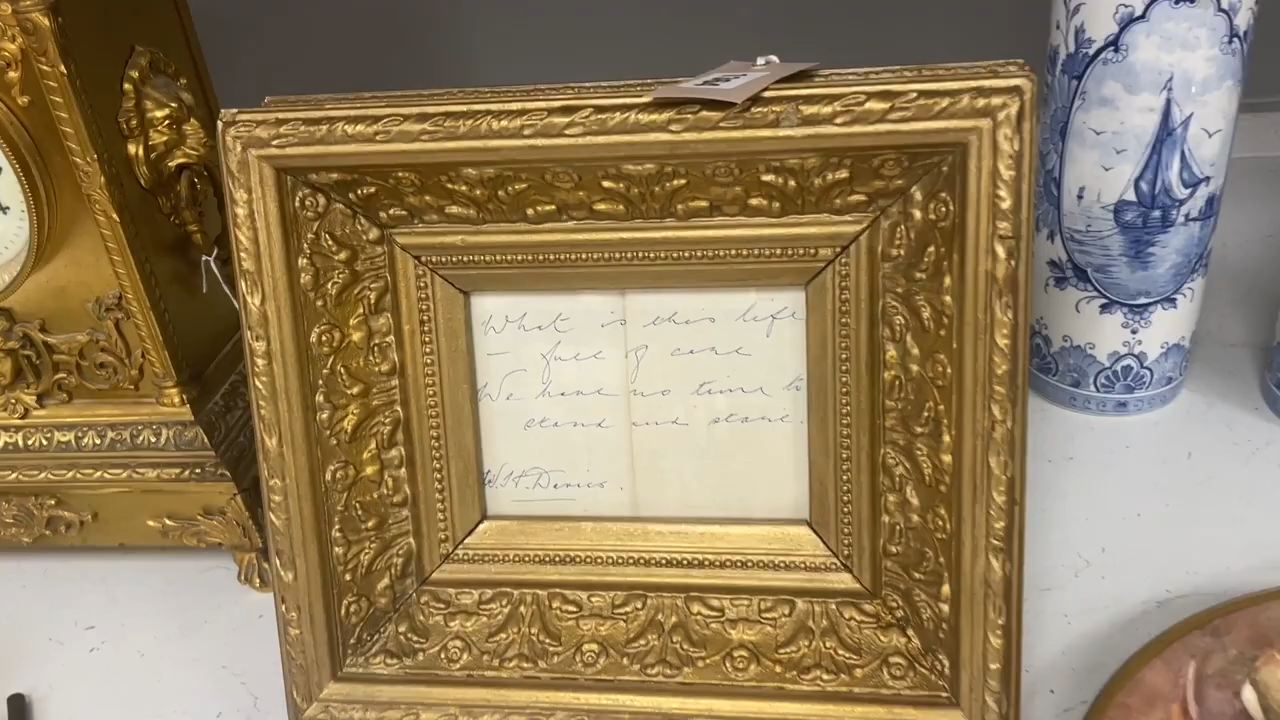 What is this life
— full of care
We have no time to
stand and stare.
W.H.Davies.